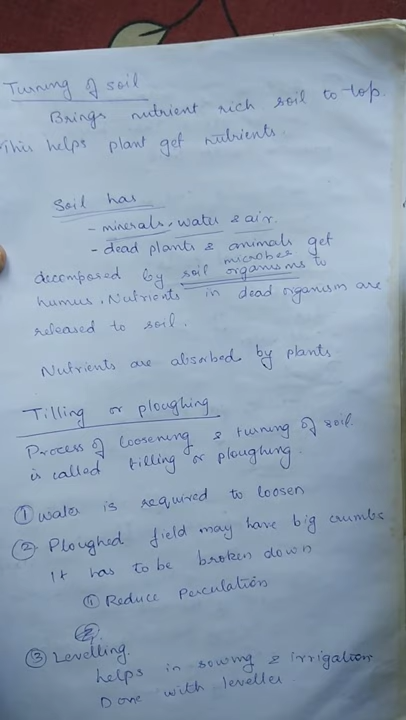 Turning of soil
Brings nutrient rich soil to top.
This helps plant get nutrients.
Soil has
- minerals, water & air.
- dead plants & animals get
decomposed by soil organisms to
microbes
humus. Nutrients in dead organism are
released to soil.
Nutrients are absorbed by plants.
Tilling or ploughing
Process of loosening & turning of soil
is called tilling or ploughing.
① Water is required to loosen
② Ploughed field may have big crumbs
It has to be broken down
① Reduce perculation
③ Levelling.
helps in sowing & irrigation
Done with leveller.